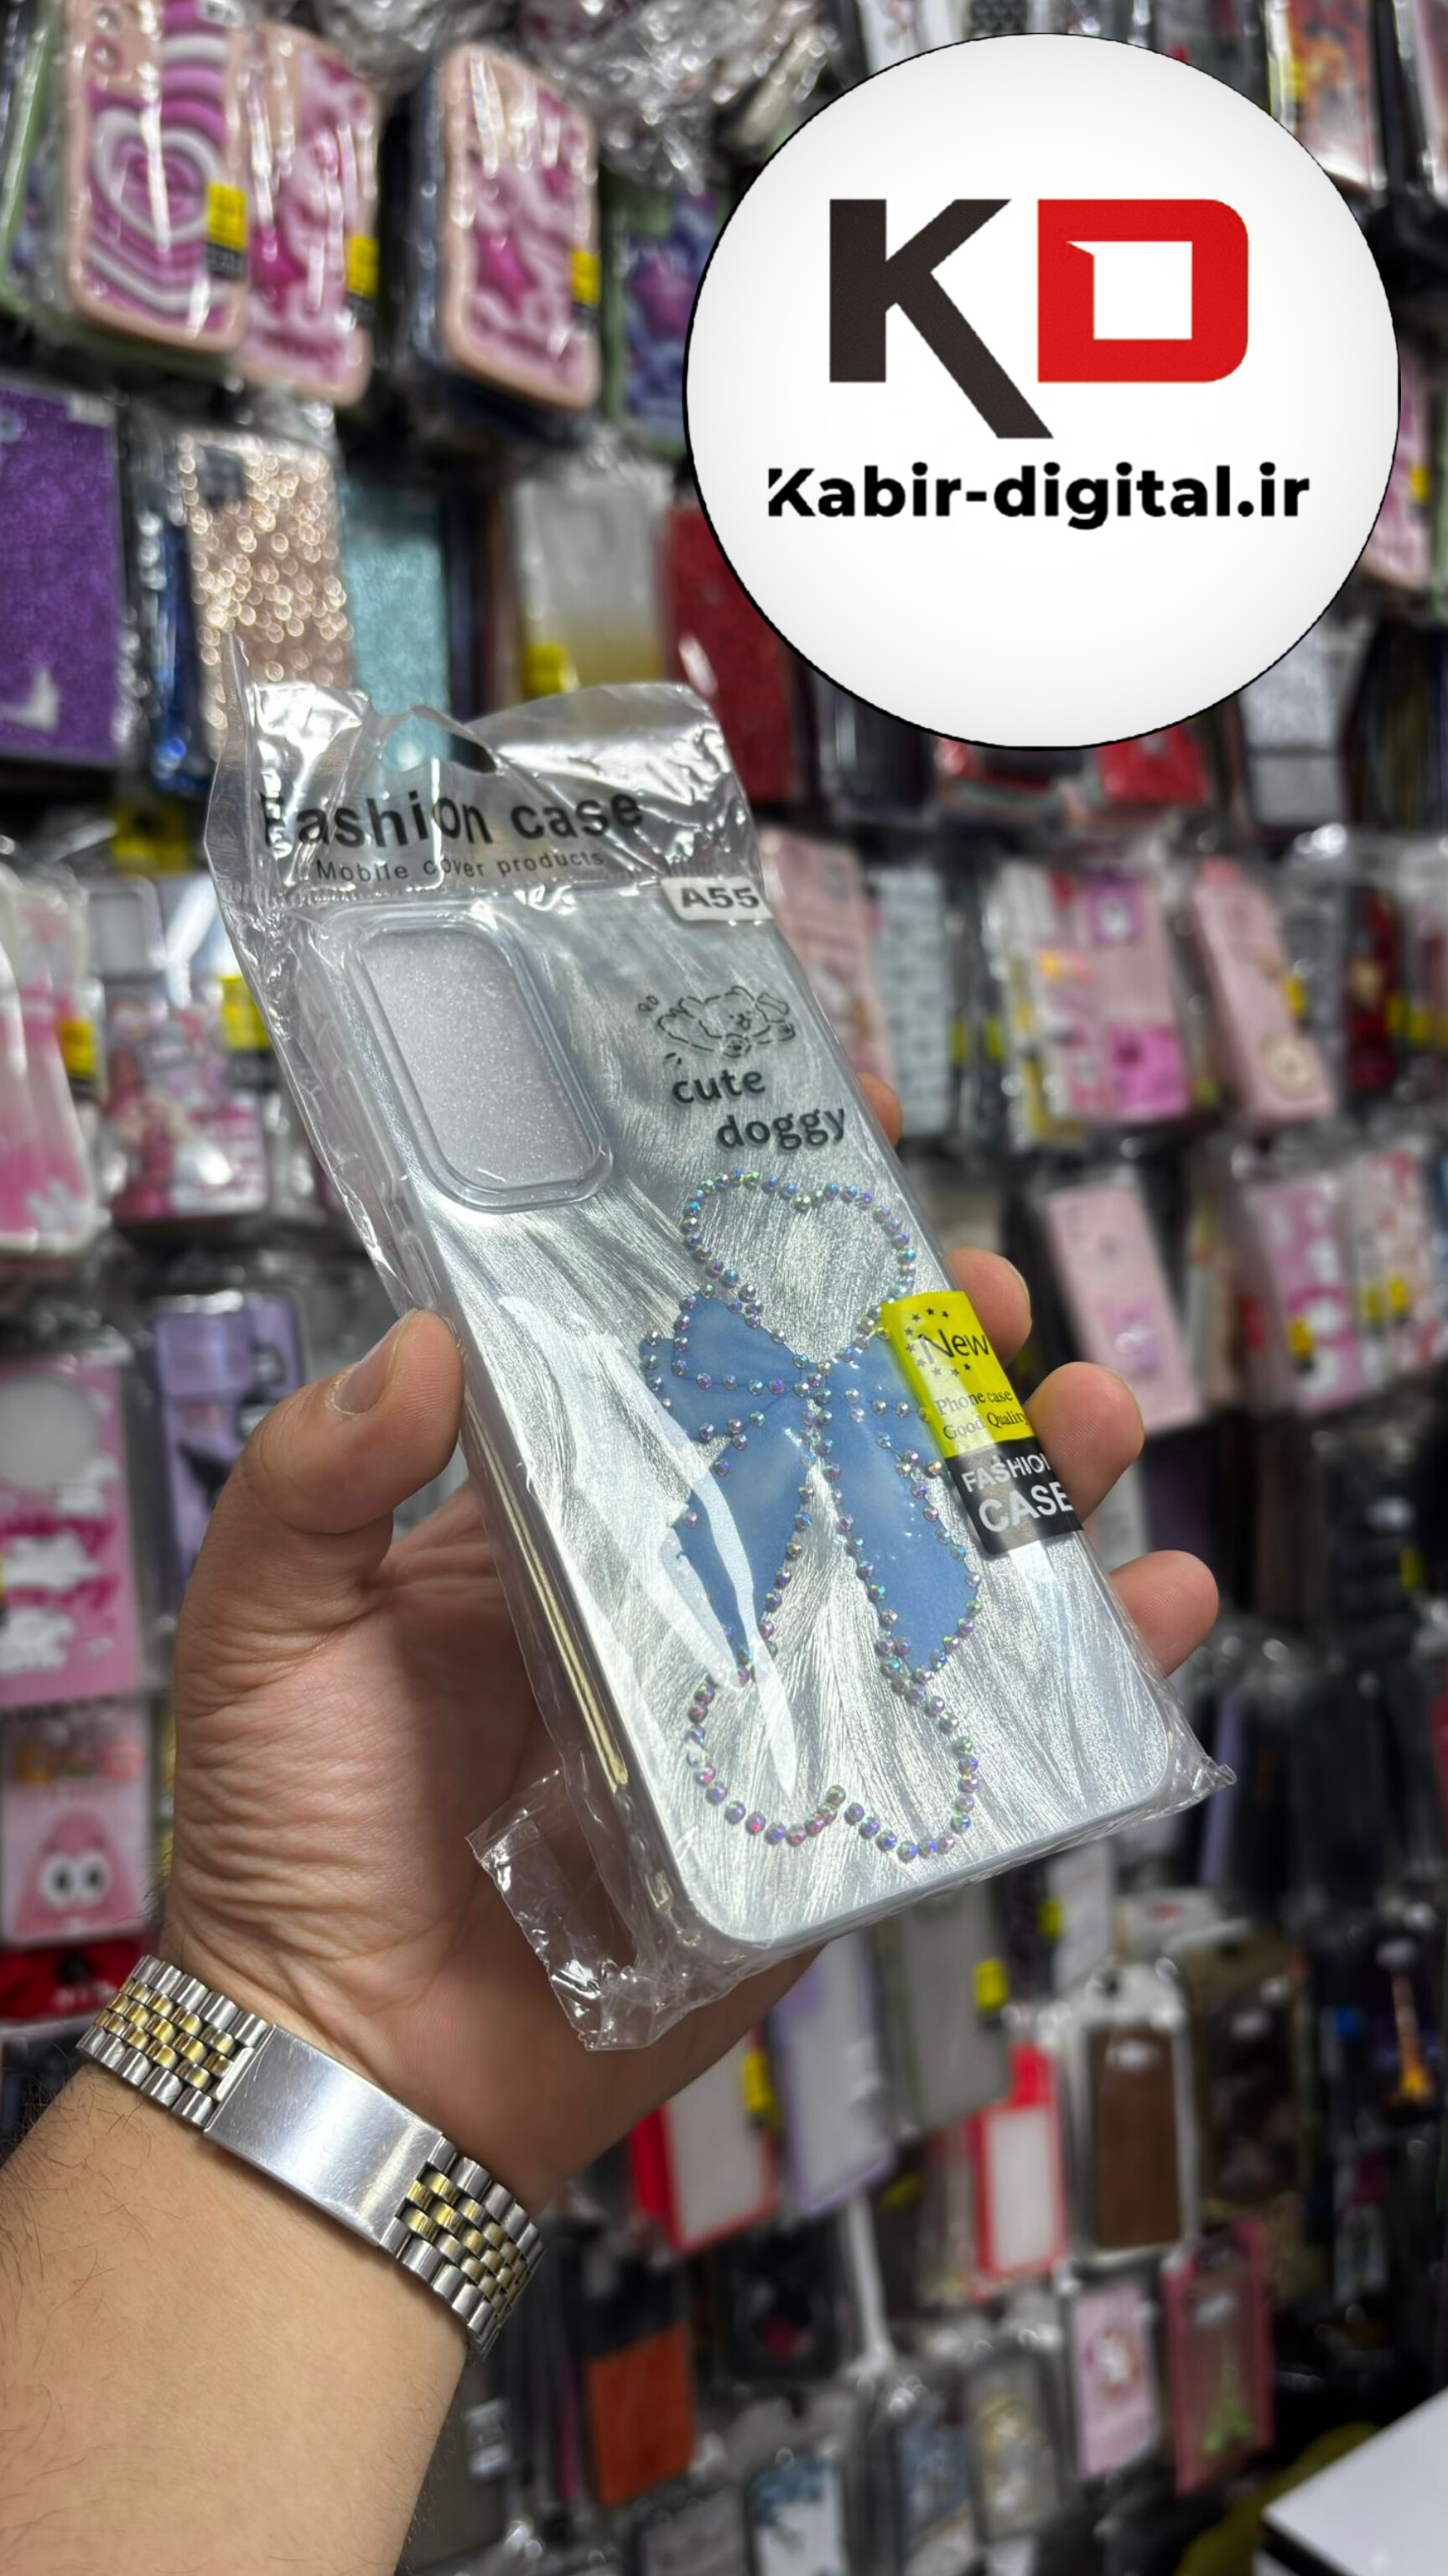 KD
Kabir-digital.ir
Fashion case
Mobile cover products
A55
cute
doggy
New
Phone case
Good Quality
FASHION
CASE